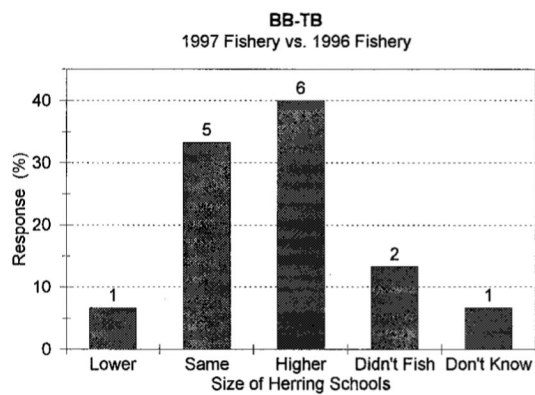 BB-TB
1997 Fishery vs. 1996 Fishery
Response (%)
40
30
20
10
0
1
5
6
2
1
Lower
Same
Higher
Didn't Fish
Don't Know
Size of Herring Schools